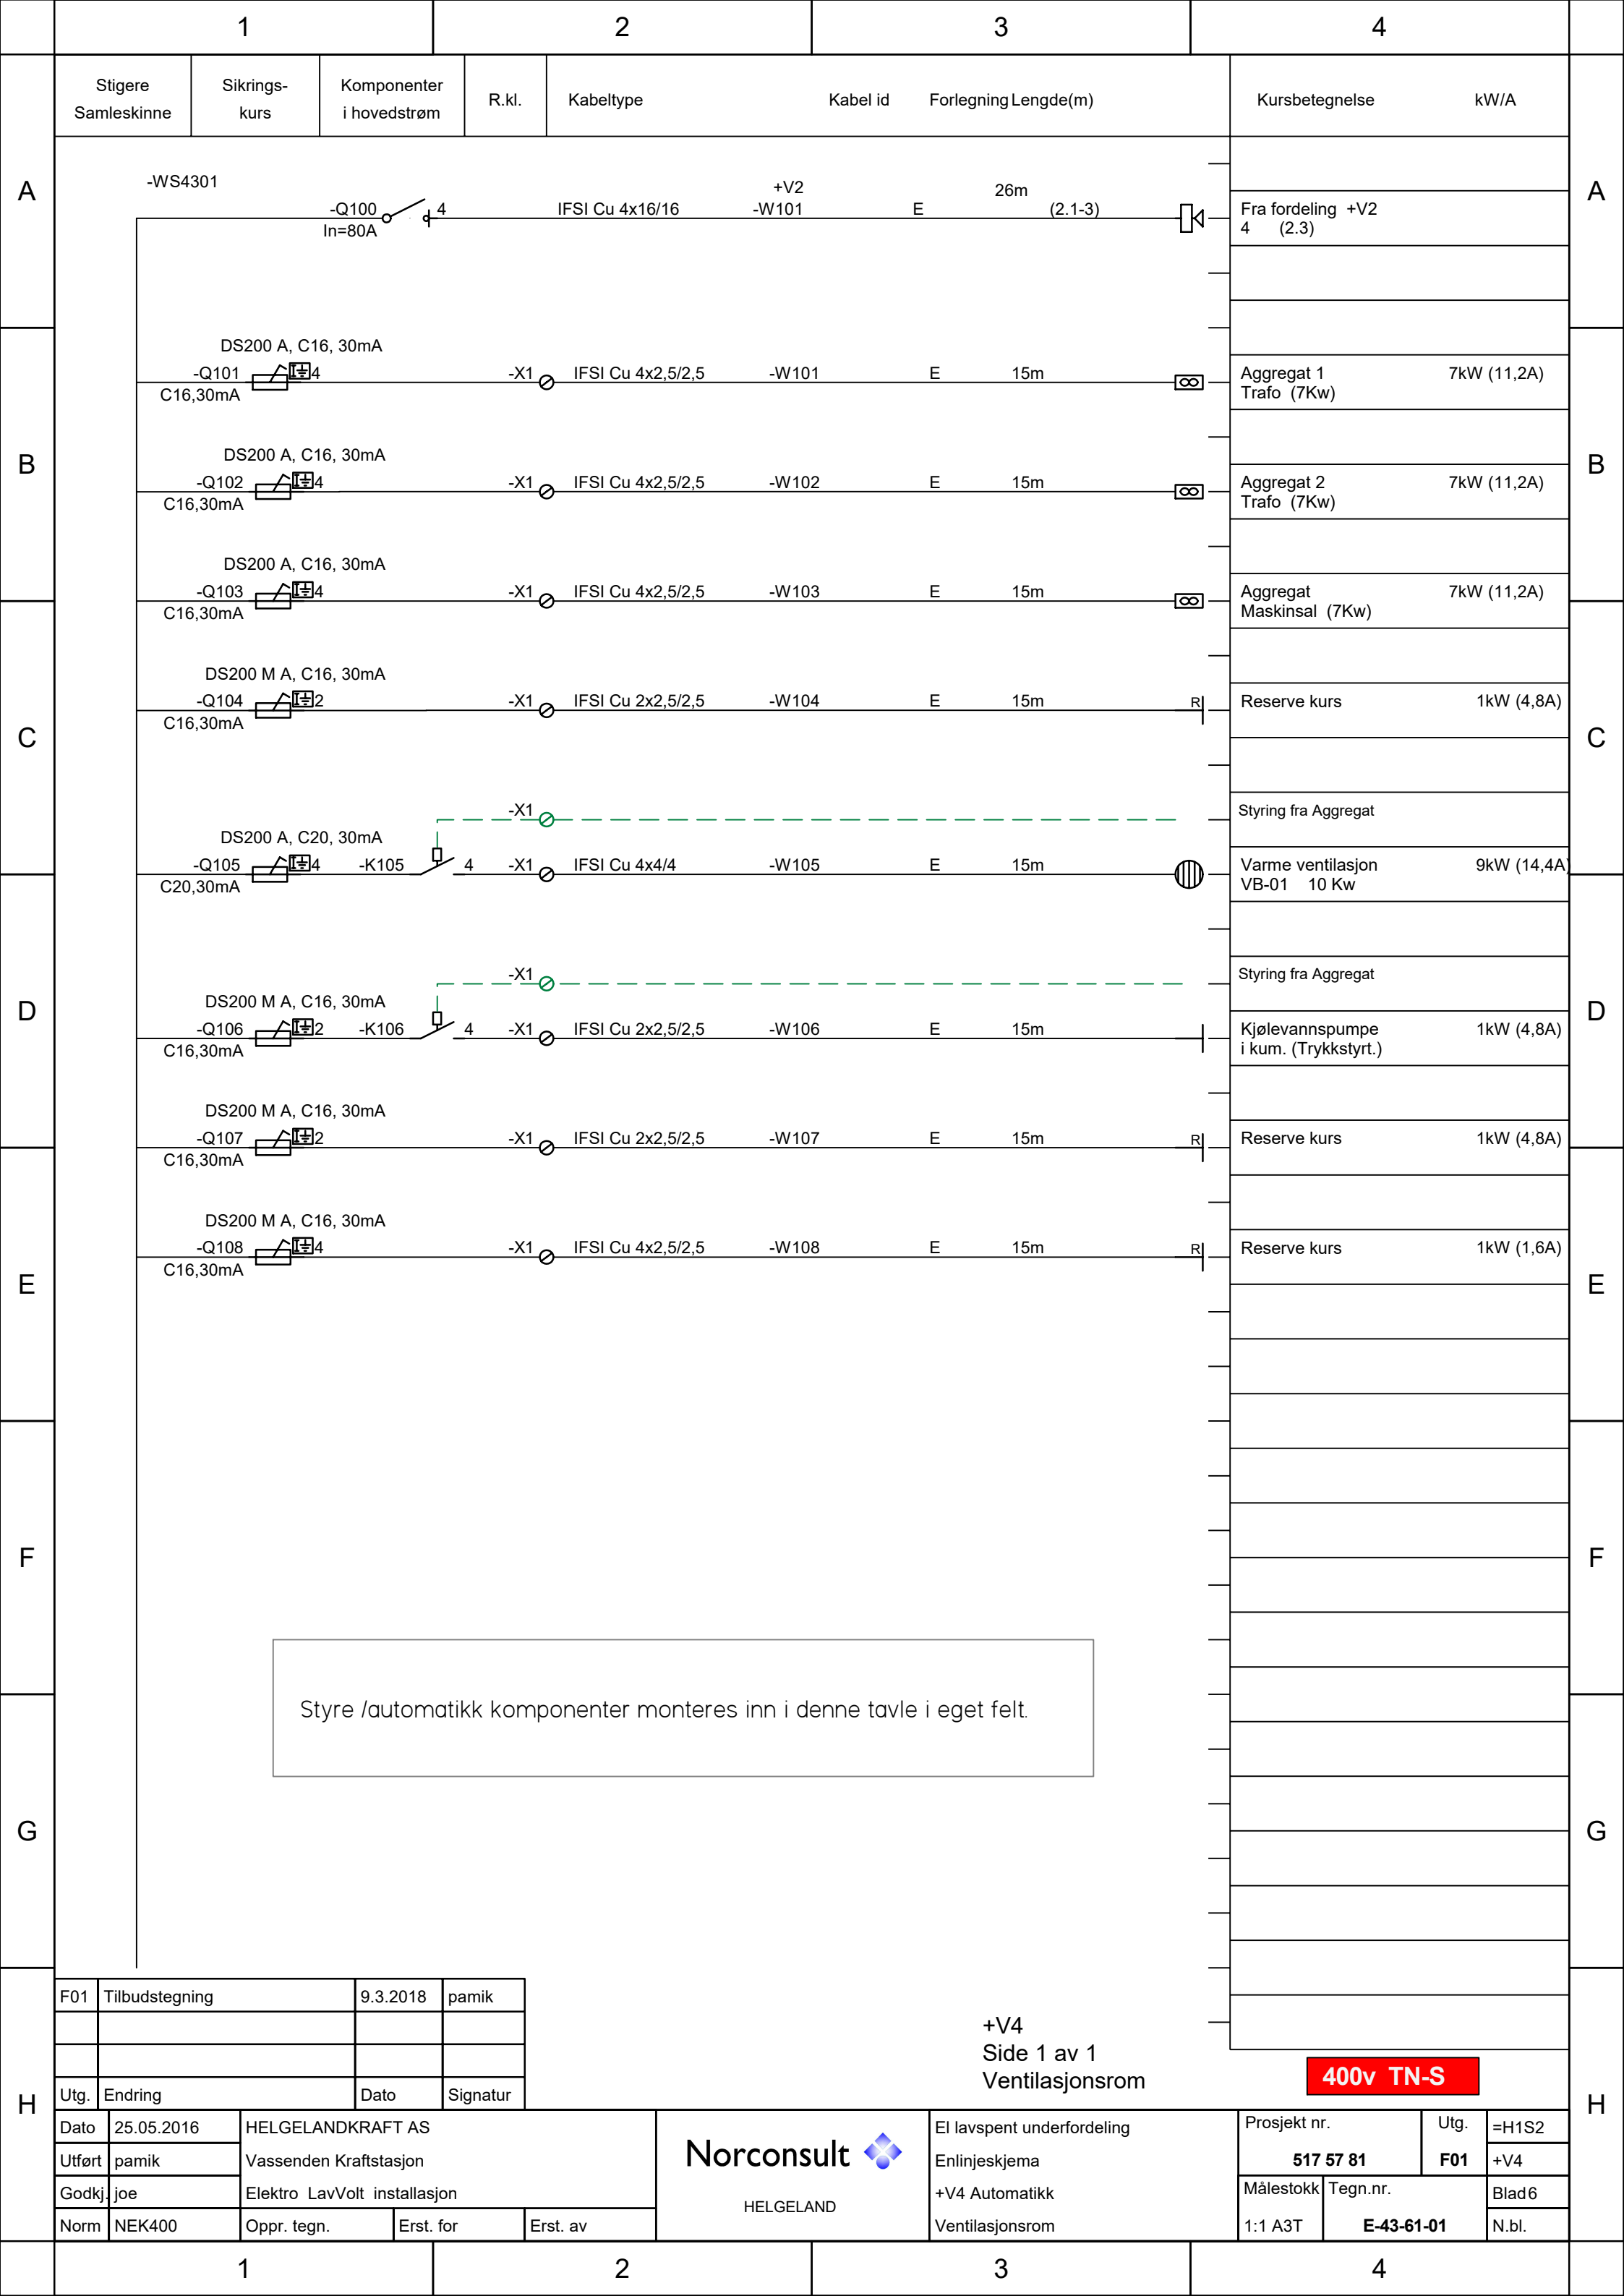 1 2 3 4
Stigere Samleskinne
Sikrings-kurs
Komponenter i hovedstrøm
R.kl.
Kabeltype
Kabel id
Forlegning
Lengde(m)
Kursbetegnelse
kW/A
A A
-WS4301
-Q100 4 IFSI Cu 4x16/16 +V2 -W101 E 26m (2.1-3) Fra fordeling +V2
In=80A 4 (2.3)
DS200 A, C16, 30mA
-Q101 4 -X1 IFSI Cu 4x2,5/2,5 -W101 E 15m Aggregat 1 7kW (11,2A)
C16,30mA Trafo (7Kw)
B B
DS200 A, C16, 30mA
-Q102 4 -X1 IFSI Cu 4x2,5/2,5 -W102 E 15m Aggregat 2 7kW (11,2A)
C16,30mA Trafo (7Kw)
DS200 A, C16, 30mA
-Q103 4 -X1 IFSI Cu 4x2,5/2,5 -W103 E 15m Aggregat 7kW (11,2A)
C16,30mA Maskinsal (7Kw)
DS200 M A, C16, 30mA
-Q104 2 -X1 IFSI Cu 2x2,5/2,5 -W104 E 15m R Reserve kurs 1kW (4,8A)
C16,30mA
C C
-X1 Styring fra Aggregat
DS200 A, C20, 30mA
-Q105 4 -K105 4 -X1 IFSI Cu 4x4/4 -W105 E 15m Varme ventilasjon 9kW (14,4A)
C20,30mA VB-01 10 Kw
-X1 Styring fra Aggregat
D D
DS200 M A, C16, 30mA
-Q106 2 -K106 4 -X1 IFSI Cu 2x2,5/2,5 -W106 E 15m Kjølevannspumpe 1kW (4,8A)
C16,30mA i kum. (Trykkstyrt.)
DS200 M A, C16, 30mA
-Q107 2 -X1 IFSI Cu 2x2,5/2,5 -W107 E 15m R Reserve kurs 1kW (4,8A)
C16,30mA
DS200 M A, C16, 30mA
-Q108 4 -X1 IFSI Cu 4x2,5/2,5 -W108 E 15m R Reserve kurs 1kW (1,6A)
C16,30mA
E E
F F
Styre /automatikk komponenter monteres inn i denne tavle i eget felt.
G G
F01 Tilbudstegning 9.3.2018 pamik
Utg. Endring Dato Signatur
+V4
Side 1 av 1
Ventilasjonsrom
400v TN-S
H H
Dato 25.05.2016
Utført pamik
Godkj. joe
Norm NEK400
HELGELANDKRAFT AS
Vassenden Kraftstasjon
Elektro LavVolt installasjon
Oppr. tegn. Erst. for Erst. av
Norconsult
HELGELAND
El lavspent underfordeling
Enlinjeskjema
+V4 Automatikk
Ventilasjonsrom
Prosjekt nr. Utg. =H1S2
517 57 81 F01 +V4
Målestokk Tegn.nr. Blad 6
1:1 A3T E-43-61-01 N.bl.
1 2 3 4